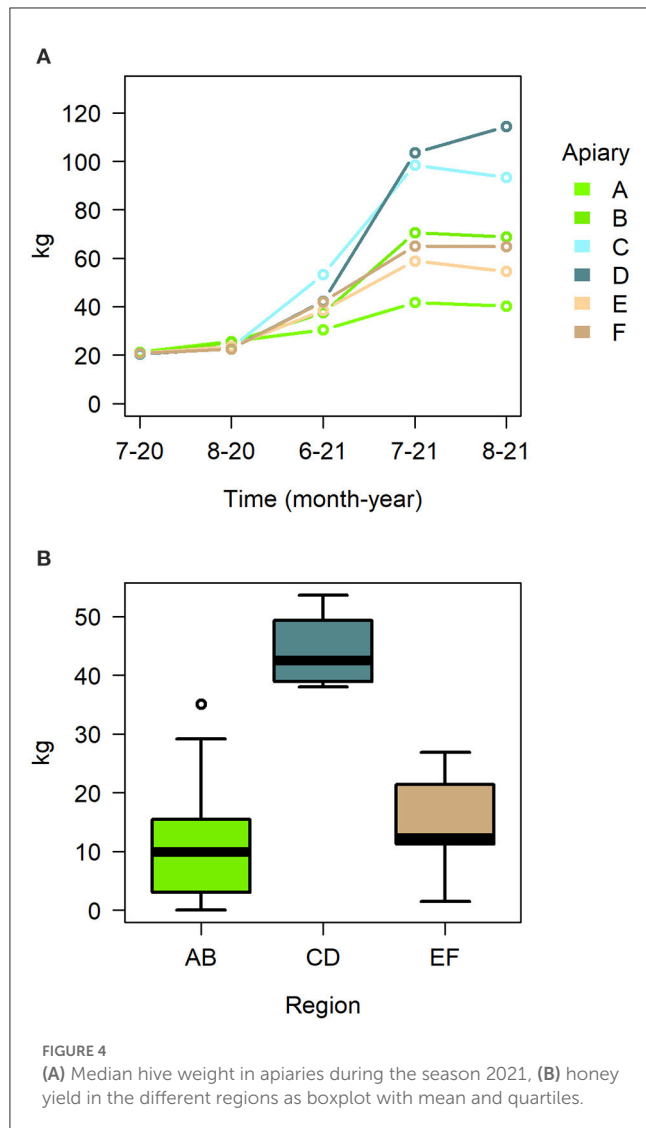 A
120
100
80
60
40
20
0
kg
7-20 8-20 6-21 7-21 8-21
Time (month-year)
Apiary
A
B
C
D
E
F
B
50
40
30
20
10
0
kg
AB CD EF
Region
FIGURE 4
(A) Median hive weight in apiaries during the season 2021, (B) honey
yield in the different regions as boxplot with mean and quartiles.